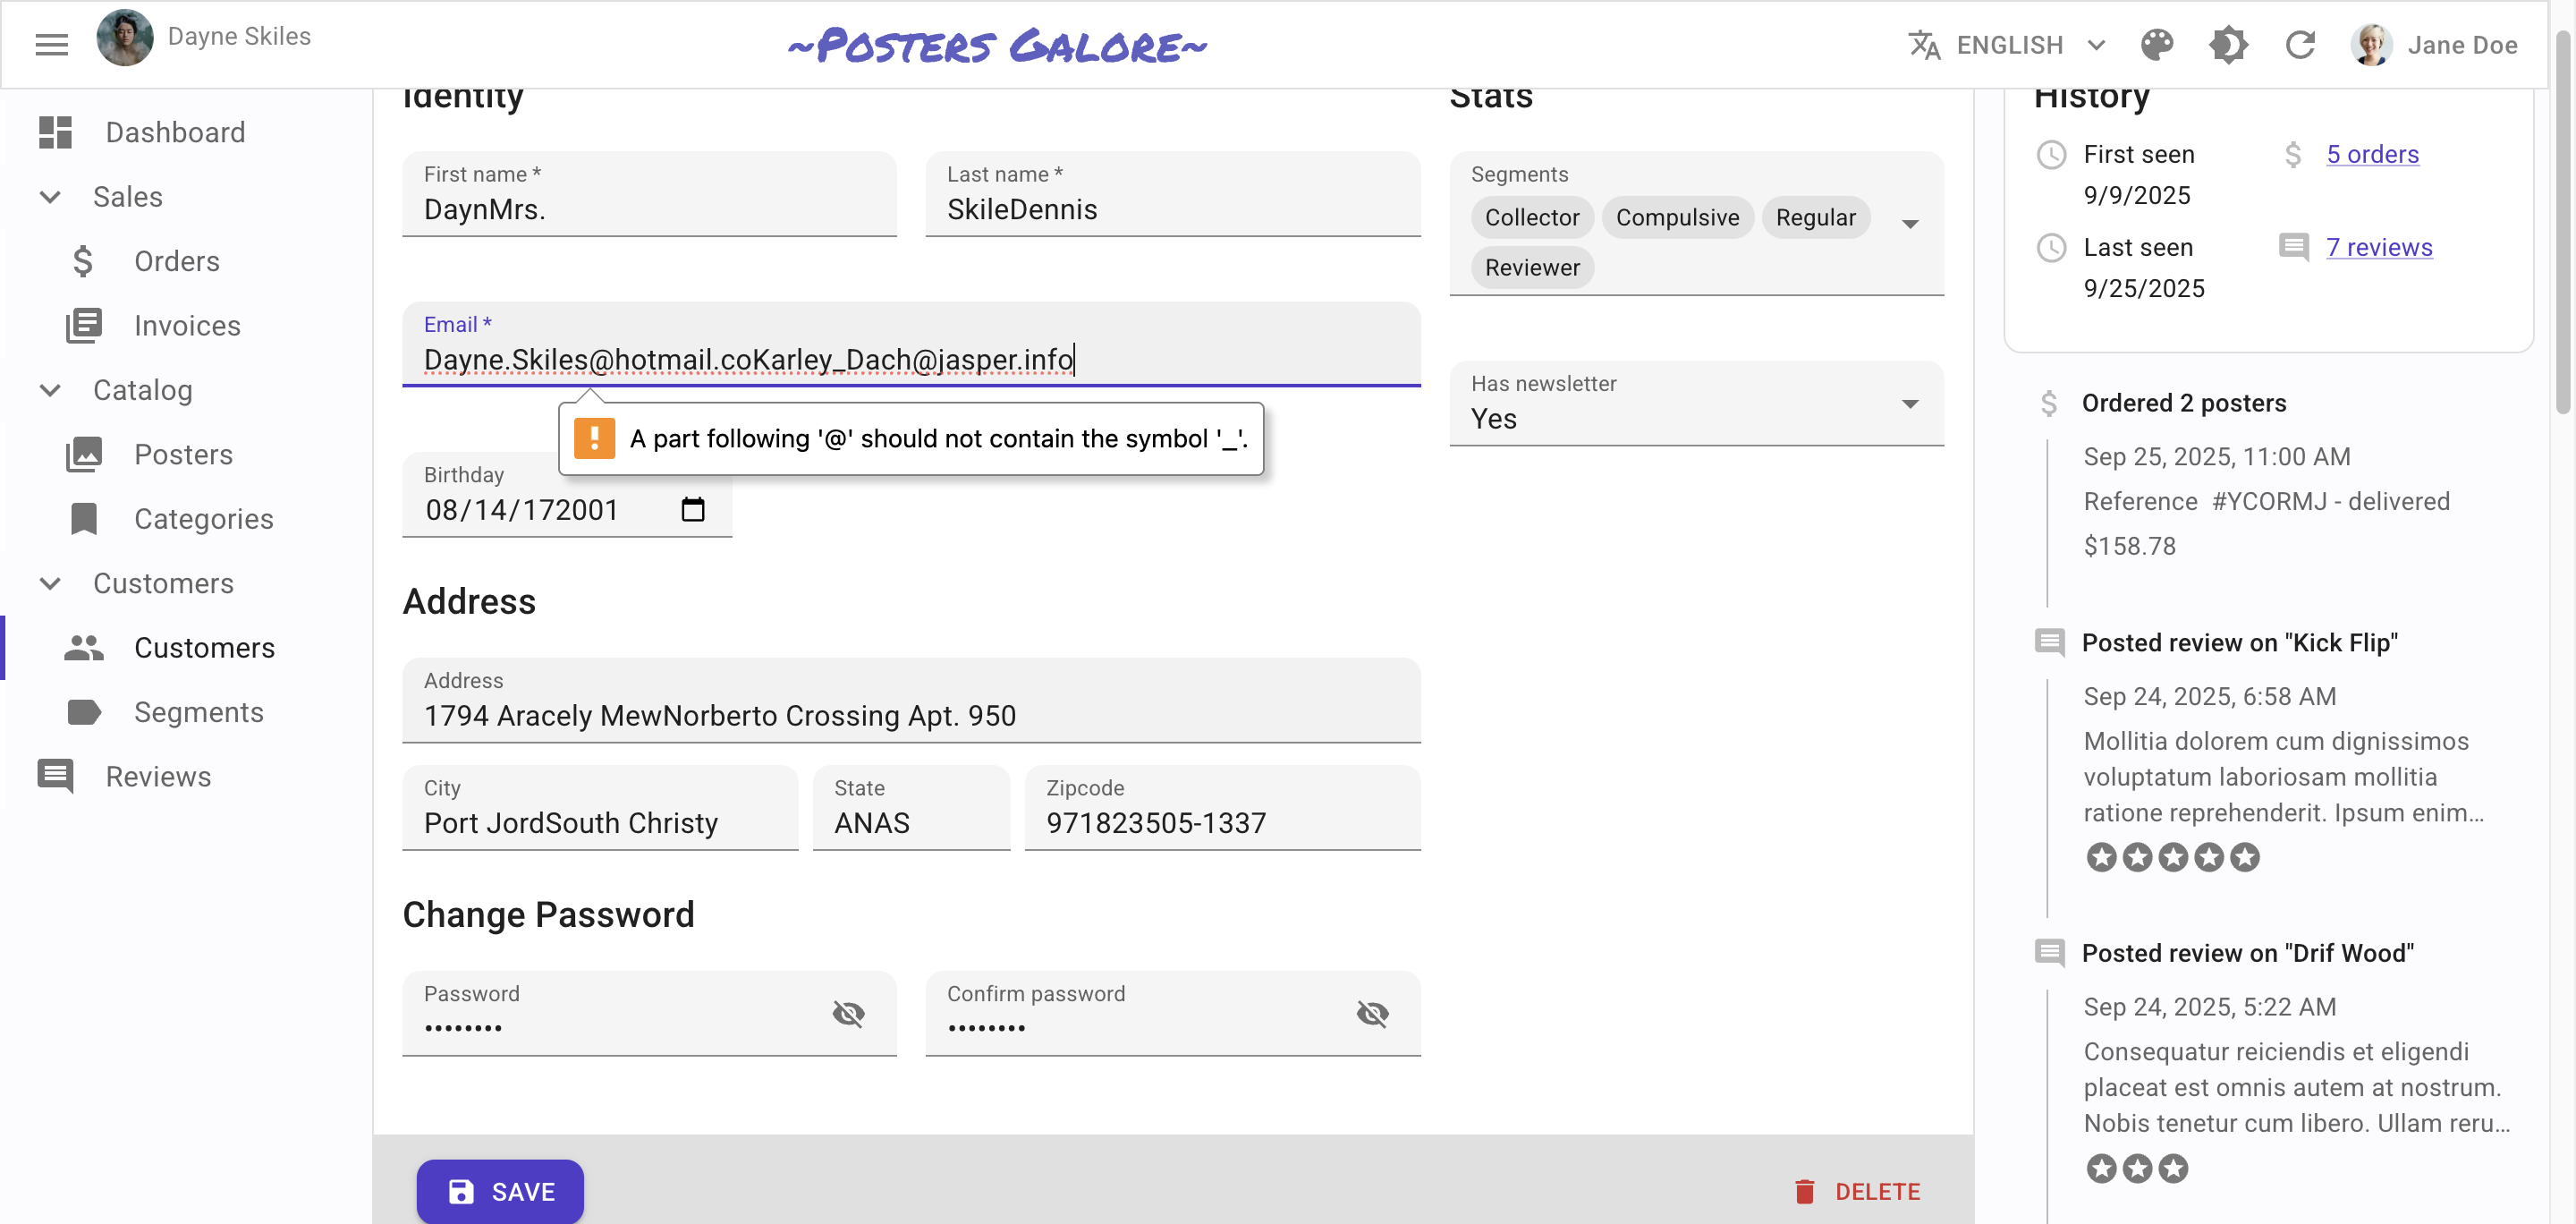 Dayne Skiles
~Posters Galore~
ENGLISH
Jane Doe
Dashboard
Sales
Orders
Invoices
Catalog
Posters
Categories
Customers
Customers
Segments
Reviews
Identity
First name *
DaynMrs.
Last name *
SkileDennis
Email *
Dayne.Skiles@hotmail.coKarley_Dach@jasper.info
A part following '@' should not contain the symbol '_'.
Birthday
08/14/172001
Address
Address
1794 Aracely MewNorberto Crossing Apt. 950
City
Port JordSouth Christy
State
ANAS
Zipcode
971823505-1337
Change Password
Password
••••••••
Confirm password
••••••••
SAVE
DELETE
Stats
Segments
Collector Compulsive Regular
Reviewer
Has newsletter
Yes
History
First seen
9/9/2025
5 orders
Last seen
9/25/2025
7 reviews
Ordered 2 posters
Sep 25, 2025, 11:00 AM
Reference #YCORMJ - delivered
$158.78
Posted review on "Kick Flip"
Sep 24, 2025, 6:58 AM
Mollitia dolorem cum dignissimos
voluptatum laboriosam mollitia
ratione reprehenderit. Ipsum enim...
Posted review on "Drif Wood"
Sep 24, 2025, 5:22 AM
Consequatur reiciendis et eligendi
placeat est omnis autem at nostrum.
Nobis tenetur cum libero. Ullam reru...